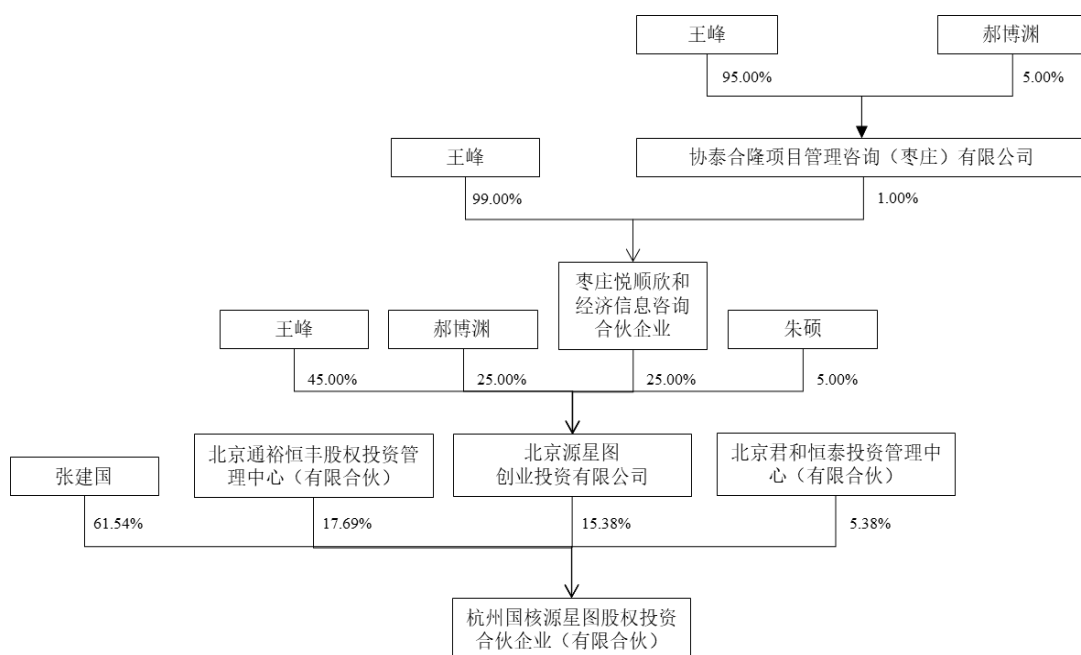 王峰
郝博渊
95.00%
5.00%
王峰
协泰合隆项目管理咨询（枣庄）有限公司
99.00%
1.00%
枣庄悦顺欣和
经济信息咨询
合伙企业
王峰
郝博渊
朱硕
45.00%
25.00%
25.00%
5.00%
张建国
北京通裕恒丰股权投资管
理中心（有限合伙）
北京源星图
创业投资有限公司
北京君和恒泰投资管理中
心（有限合伙）
61.54%
17.69%
15.38%
5.38%
杭州国核源星图股权投资
合伙企业（有限合伙）